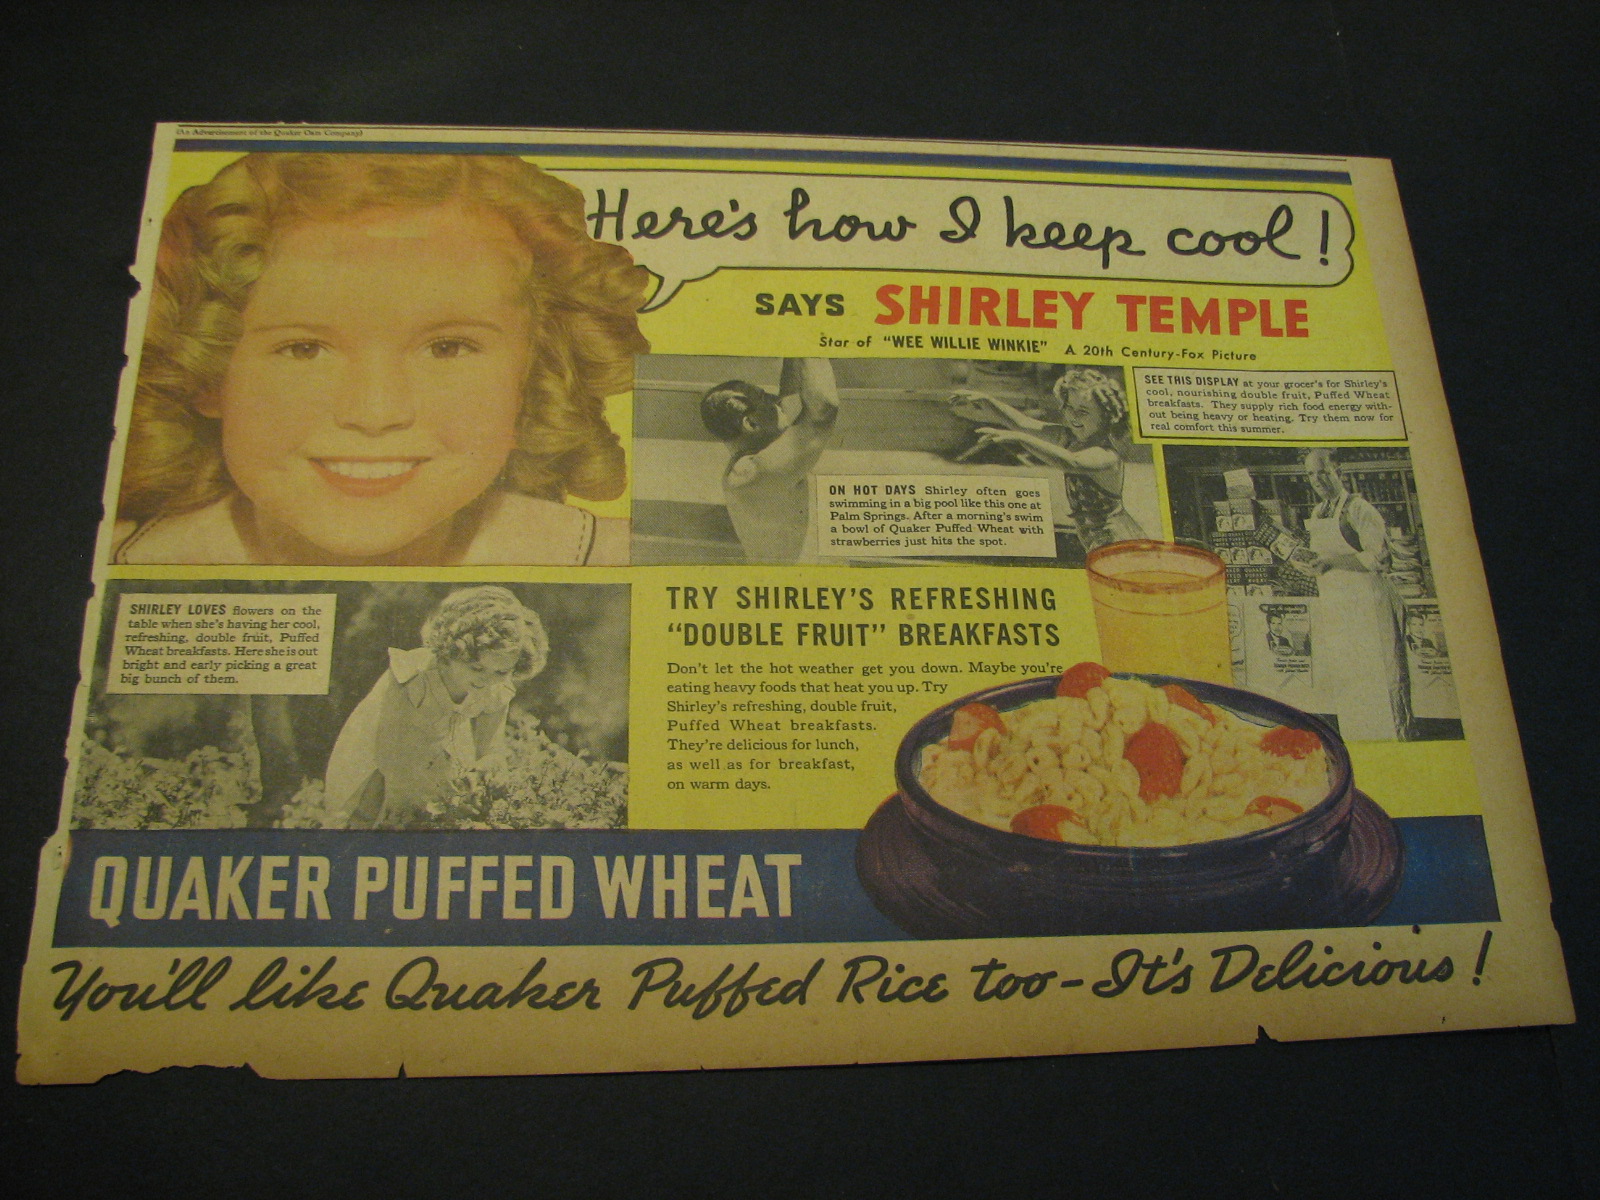 (An Advertisement of the Quaker Oats Company)
Here's how I keep cool!
SAYS SHIRLEY TEMPLE
Star of "WEE WILLIE WINKIE" A 20th Century-Fox Picture
SEE THIS DISPLAY at your grocer's for Shirley's
cool, nourishing double fruit, Puffed Wheat
breakfasts. They supply rich food energy with-
out being heavy or heating. Try them now for
real comfort this summer.
ON HOT DAYS Shirley often goes
swimming in a big pool like this one at
Palm Springs. After a morning's swim
a bowl of Quaker Puffed Wheat with
strawberries just hits the spot.
SHIRLEY LOVES flowers on the
table when she's having her cool,
refreshing, double fruit, Puffed
Wheat breakfasts. Here she is out
bright and early picking a great
big bunch of them.
TRY SHIRLEY'S REFRESHING
"DOUBLE FRUIT" BREAKFASTS
Don't let the hot weather get you down. Maybe you're
eating heavy foods that heat you up. Try
Shirley's refreshing, double fruit,
Puffed Wheat breakfasts.
They're delicious for lunch,
as well as for breakfast,
on warm days.
QUAKER PUFFED WHEAT
You'll like Quaker Puffed Rice too-It's Delicious!